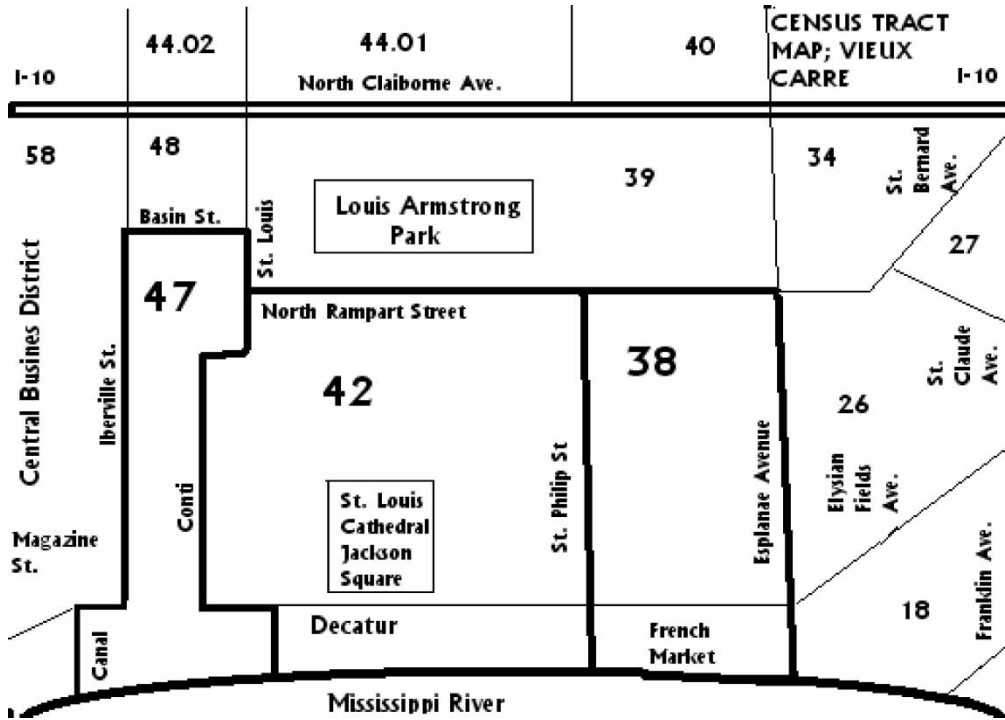 44.02
44.01
40
CENSUS TRACT
MAP; VIEUX
CARRE
I-10
North Claiborne Ave.
I-10
58
48
39
34
St.
Bernard
Ave.
Louis Armstrong
Park
Basin St.
St. Louis
27
Central Busines District
47
North Rampart Street
Iberville St.
42
38
St.
Claude
Ave.
26
Conti
St. Louis
Cathedral
Jackson
Square
St. Philip St
Esplanae Avenue
Elysian
Fields
Ave.
Magazine
St.
18
Franklin Ave.
Canal
Decatur
French
Market
Mississippi River